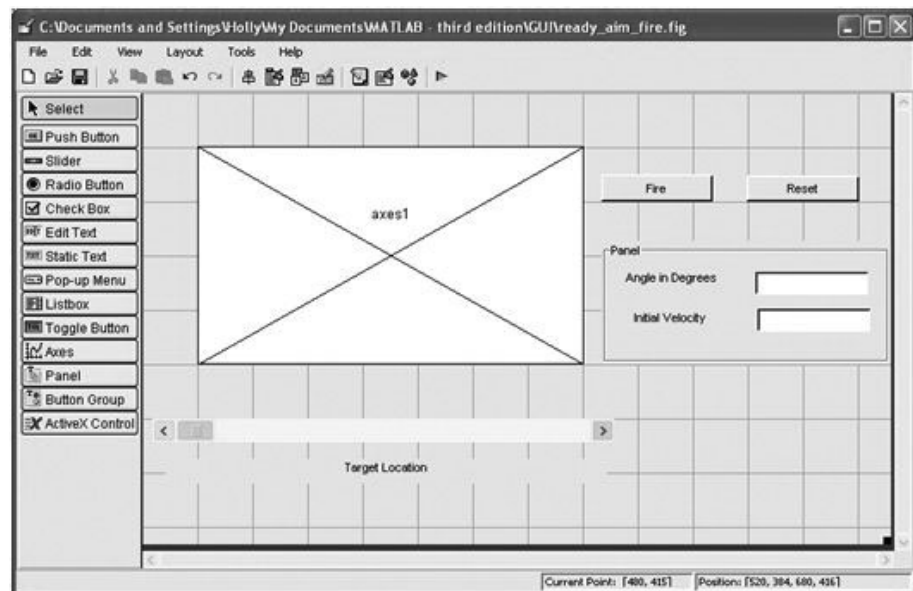 C:\Documents and Settings\Holly\My Documents\MATLAB - third edition\GUI\ready_aim_fire.fig
File Edit View Layout Tools Help
Select
Push Button
Slider
Radio Button
Check Box
Edit Text
Static Text
Pop-up Menu
Listbox
Toggle Button
Axes
Panel
Button Group
ActiveX Control
axes1
Fire Reset
Panel
Angle in Degrees
Initial Velocity
Target Location
Current Point: [400, 415] Position: [520, 384, 680, 416]